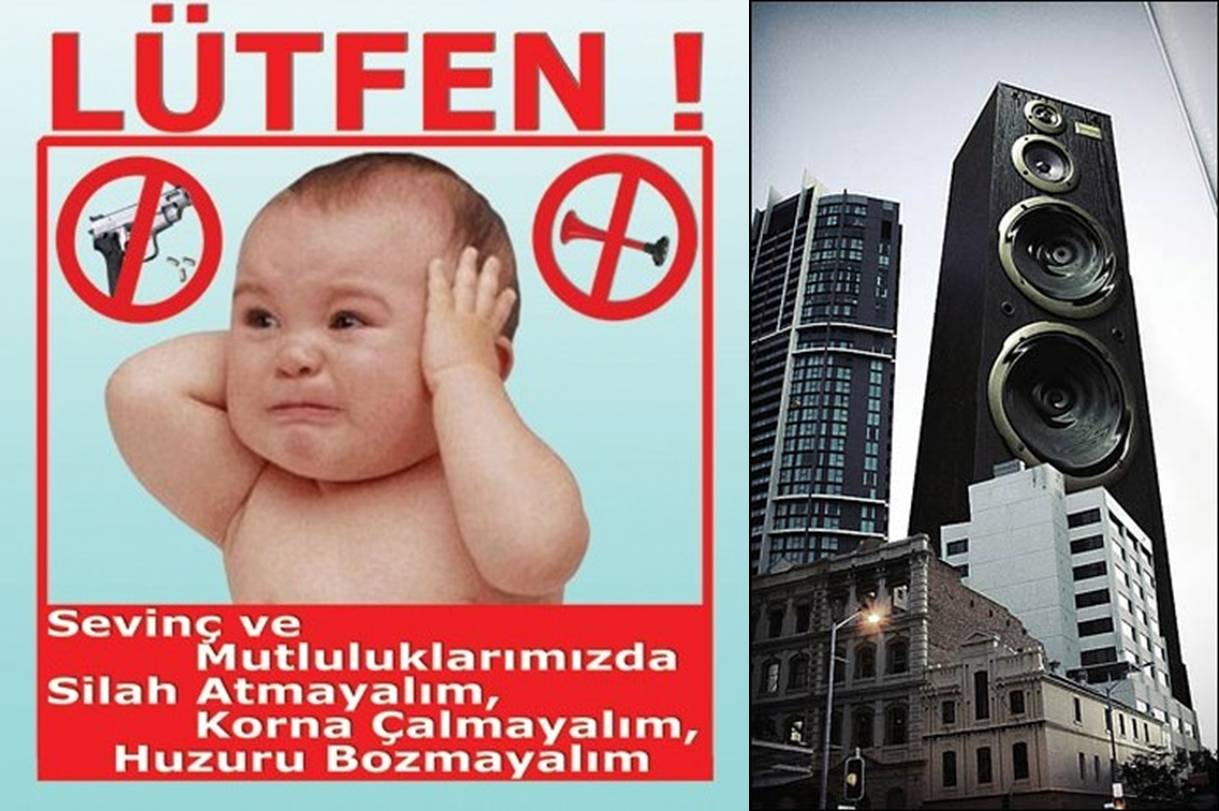 LÜTFEN !
Sevinç ve
Mutluluklarımızda
Silah Atmayalım,
Korna Çalmayalım,
Huzuru Bozmayalım